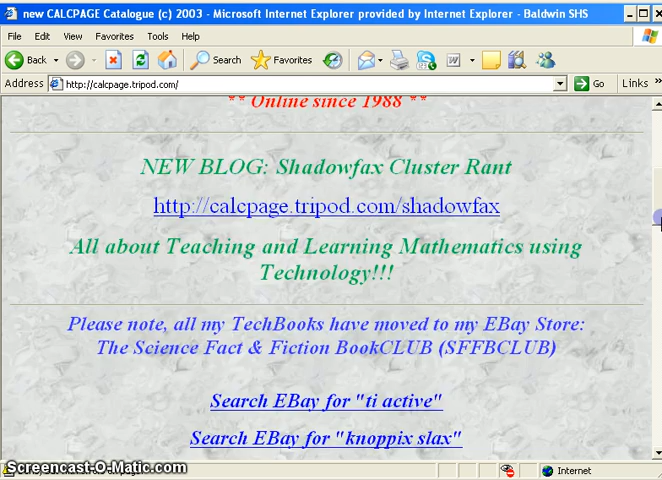 new CALCPAGE Catalogue (c) 2003 - Microsoft Internet Explorer provided by Internet Explorer - Baldwin SHS
File Edit View Favorites Tools Help
Back Search Favorites
Address http://calcpage.tripod.com/ Go Links »
** Online since 1988 **
NEW BLOG: Shadowfax Cluster Rant
http://calcpage.tripod.com/shadowfax
All about Teaching and Learning Mathematics using
Technology!!!
Please note, all my TechBooks have moved to my EBay Store:
The Science Fact & Fiction BookCLUB (SFFBCLUB)
Search EBay for "ti active"
Search EBay for "knoppix slax"
Screencast-O-Matic.com
Internet